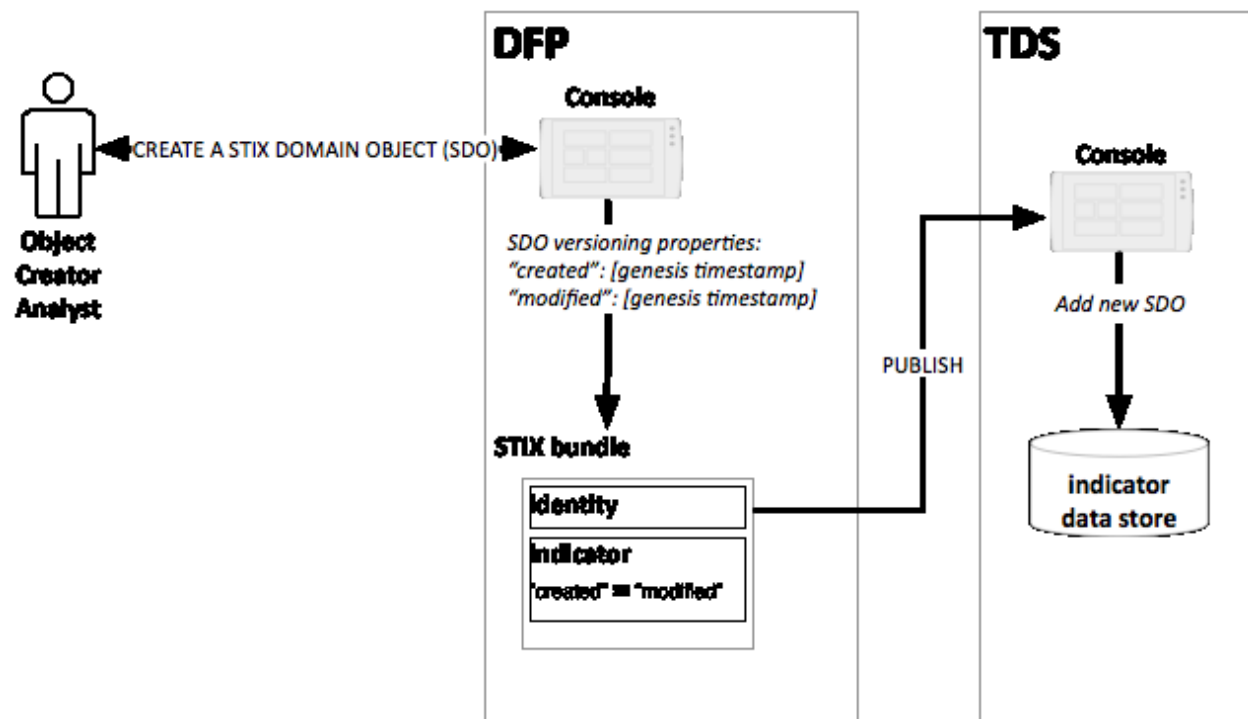 DFP
TDS
Console
CREATE A STIX DOMAIN OBJECT (SDO)
Console
Object
Creator
Analyst
SDO versioning properties:
“created”: [genesis timestamp]
“modified”: [genesis timestamp]
Add new SDO
PUBLISH
STIX bundle
identity
indicator
data store
indicator
"created" = "modified"